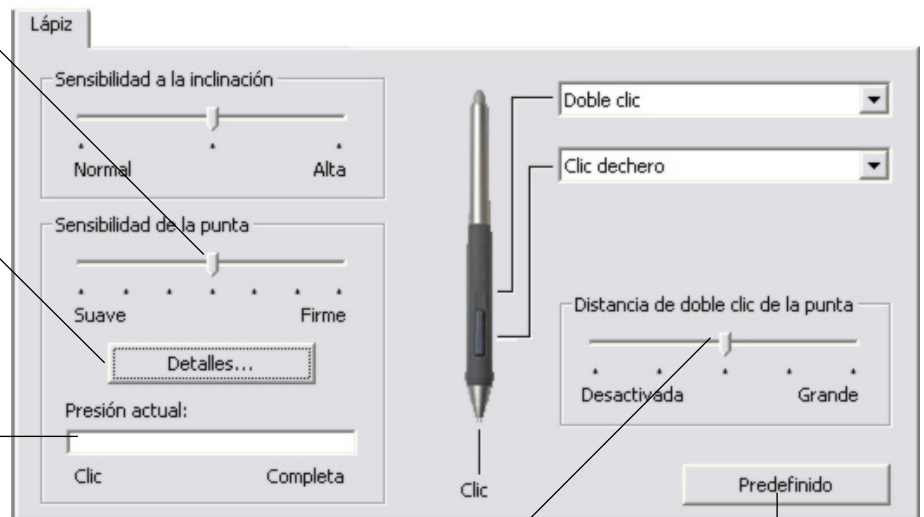 Lápiz
Sensibilidad a la inclinación
Normal
Alta
Sensibilidad de la punta
Suave
Firme
Detalles...
Presión actual:
Clic
Completa
Doble clic
Clic dechero
Clic
Distancia de doble clic de la punta
Desactivada
Grande
Predefinido